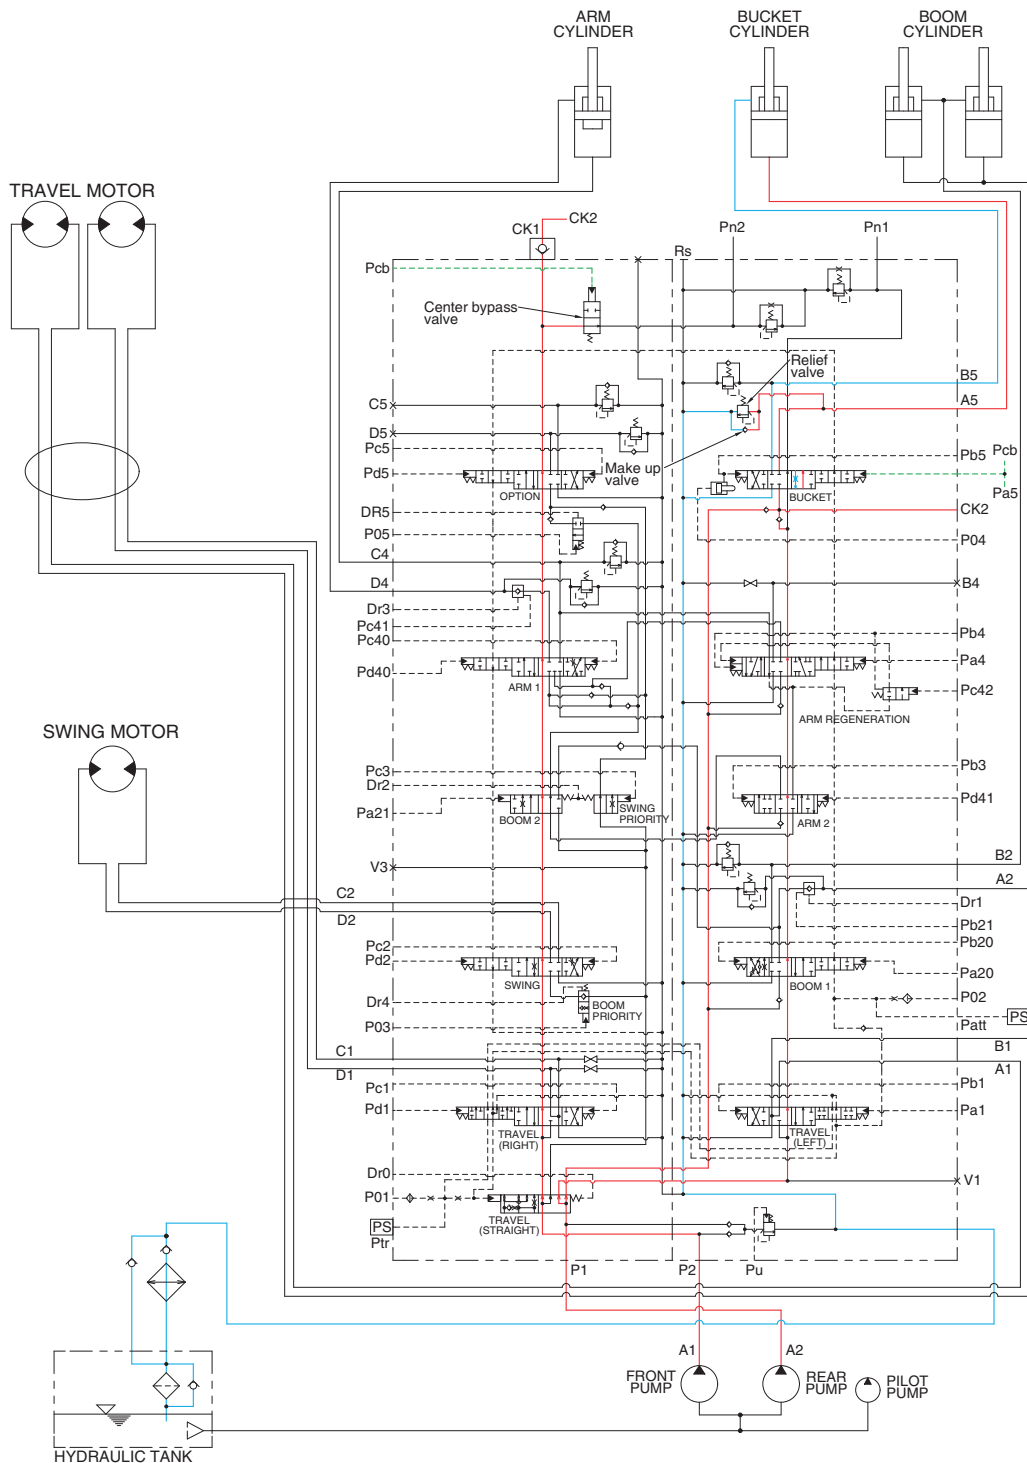 ARM
CYLINDER
BUCKET
CYLINDER
BOOM
CYLINDER
TRAVEL MOTOR
CK1
CK2
Pn2
Pn1
Rs
Pcb
Center bypass
valve
Relief
valve
B5
C5
A5
D5
Pc5
Make up
valve
Pb5
Pcb
Pd5
OPTION
BUCKET
Pa5
DR5
CK2
P05
P04
C4
D4
B4
Dr3
Pc41
Pc40
Pb4
Pd40
Pa4
ARM 1
Pc42
ARM REGENERATION
SWING MOTOR
Pc3
Pb3
Dr2
Pa21
BOOM 2
SWING
PRIORITY
ARM 2
Pd41
V3
B2
C2
A2
D2
Dr1
Pb21
Pc2
Pb20
Pd2
SWING
BOOM 1
Pa20
Dr4
BOOM
PRIORITY
P02
P03
Patt
PS
C1
B1
D1
A1
Pc1
Pb1
Pd1
Pa1
TRAVEL
(RIGHT)
TRAVEL
(LEFT)
Dr0
P01
V1
PS
TRAVEL
(STRAIGHT)
Ptr
P1
P2
Pu
A1
A2
FRONT
PUMP
REAR
PUMP
PILOT
PUMP
HYDRAULIC TANK